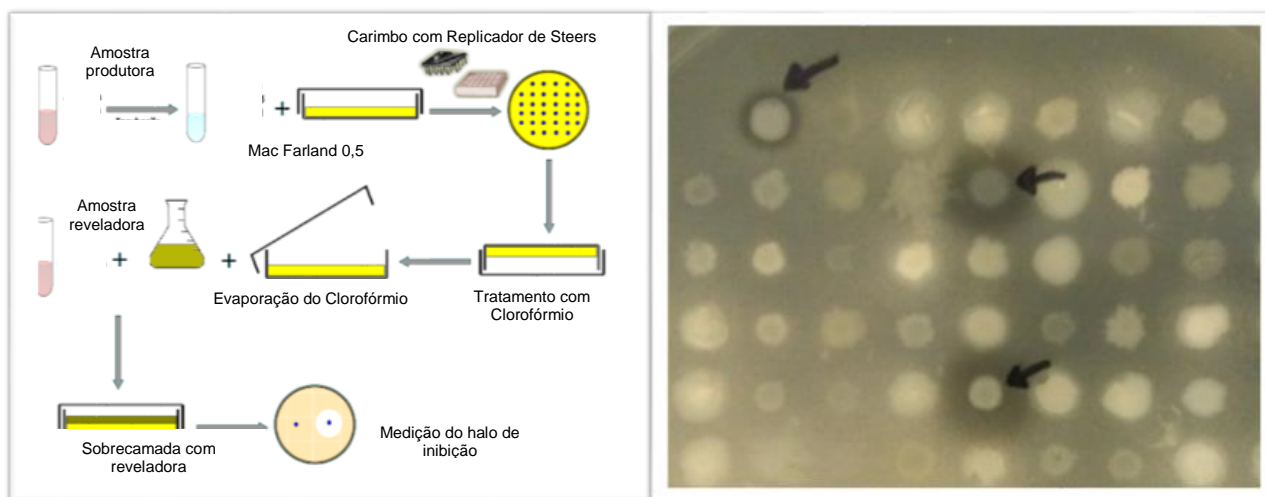 Amostra
produtora
Carimbo com Replicador de Steers
Mac Farland 0,5
Amostra
reveladora
Evaporação do Clorofórmio
Tratamento com
Clorofórmio
Sobrecamada com
reveladora
Medição do halo de
inibição